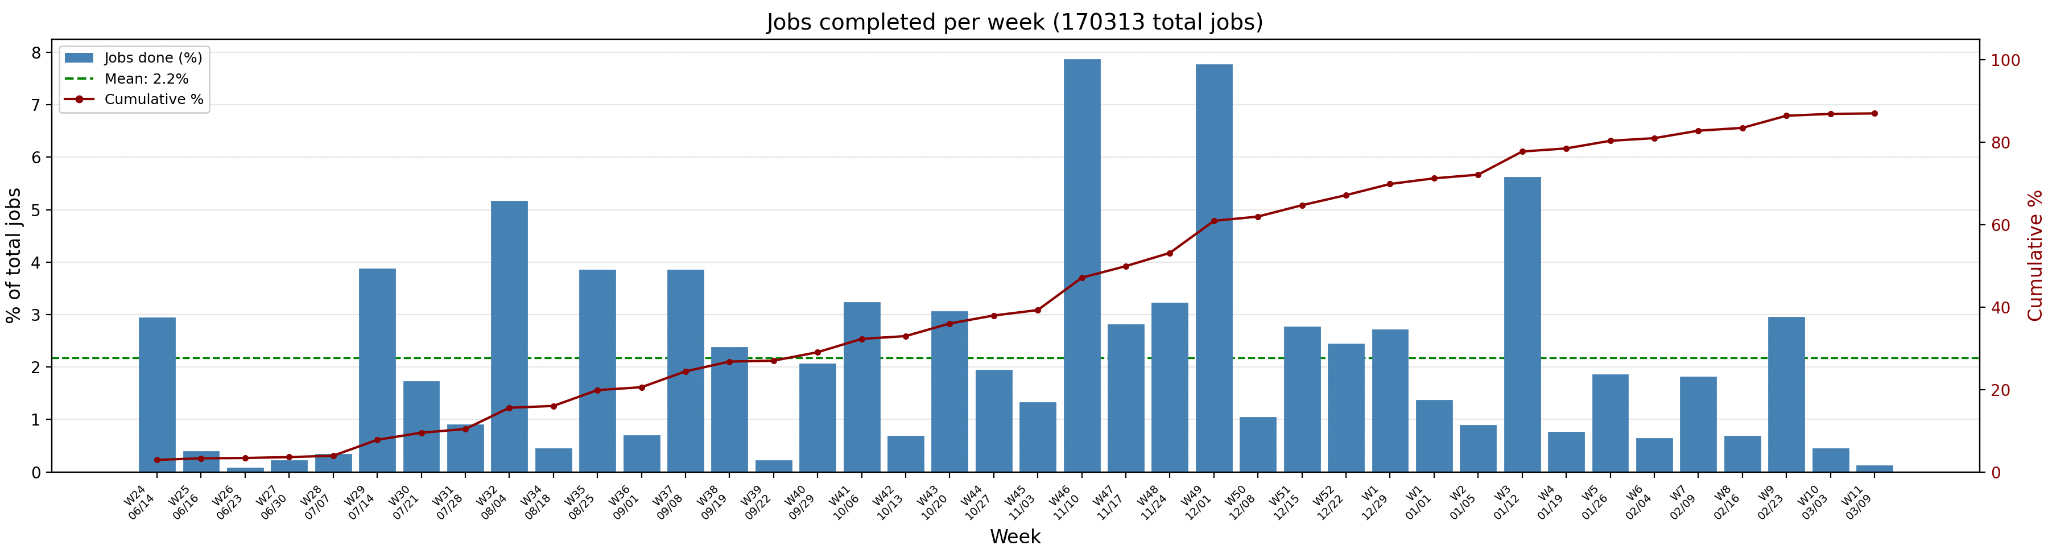 Jobs completed per week (170313 total jobs)
Jobs done (%)
Mean: 2.2%
Cumulative %
% of total jobs
8
7
6
5
4
3
2
1
0
100
80
60
40
20
0
Cumulative %
W24
06/14
W25
06/16
W26
06/23
W27
06/30
W28
07/07
W29
07/14
W30
07/21
W31
07/28
W32
08/04
W34
08/18
W35
08/25
W36
09/01
W37
09/08
W38
09/19
W39
09/22
W40
09/29
W41
10/06
W42
10/13
W43
10/20
W44
10/27
W45
11/03
W46
11/10
W47
11/17
W48
11/24
W49
12/01
W50
12/08
W51
12/15
W52
12/22
W1
12/29
W1
01/01
W2
01/05
W3
01/12
W4
01/19
W5
01/26
W6
02/04
W7
02/09
W8
02/16
W9
02/23
W10
03/03
W11
03/09
Week